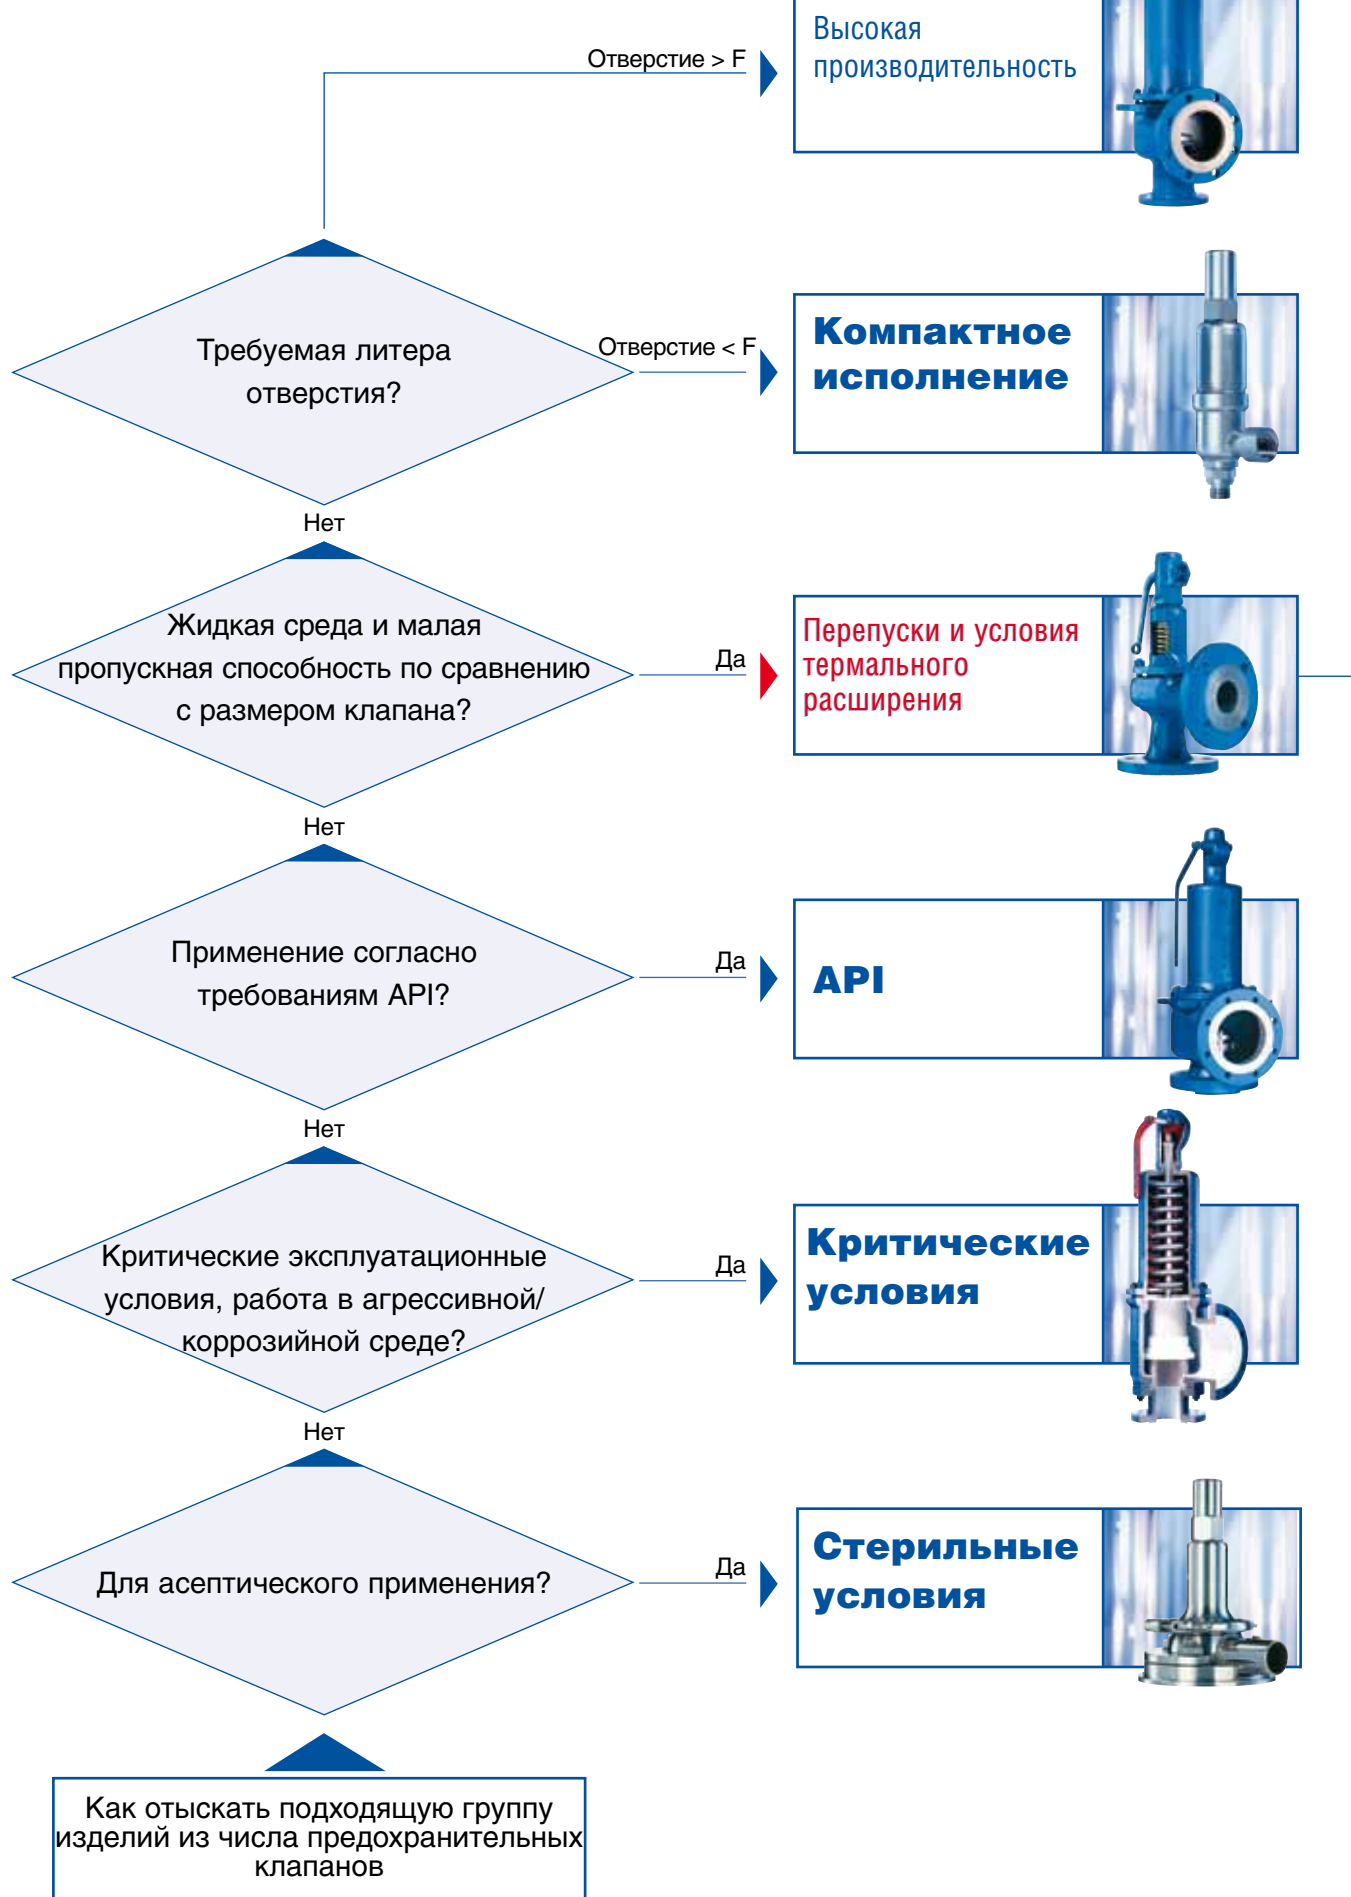 Отверстие > F
Высокая
производительность
Требуемая литера
отверстия?
Отверстие < F
Компактное
исполнение
Нет
Жидкая среда и малая
пропускная способность по сравнению
с размером клапана?
Да
Перепуски и условия
термального
расширения
Нет
Применение согласно
требованиям API?
Да
API
Нет
Критические эксплуатационные
условия, работа в агрессивной/
коррозийной среде?
Да
Критические
условия
Нет
Для асептического применения?
Да
Стерильные
условия
Как отыскать подходящую группу
изделий из числа предохранительных
клапанов